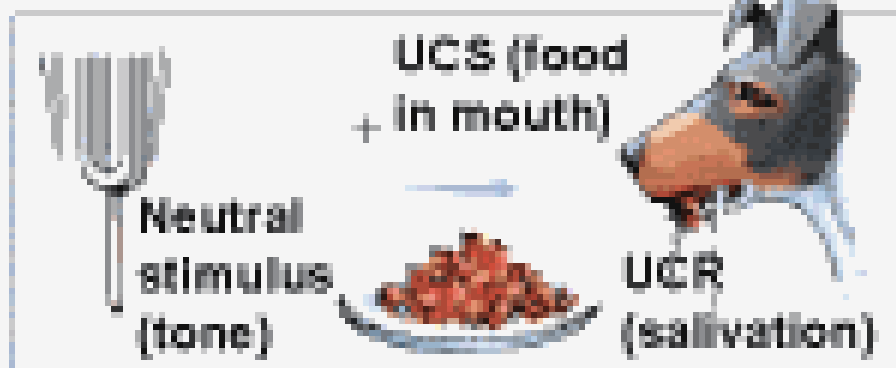 UCS (food
+ in mouth)
Neutral
stimulus
(tone)
UCR
(salivation)